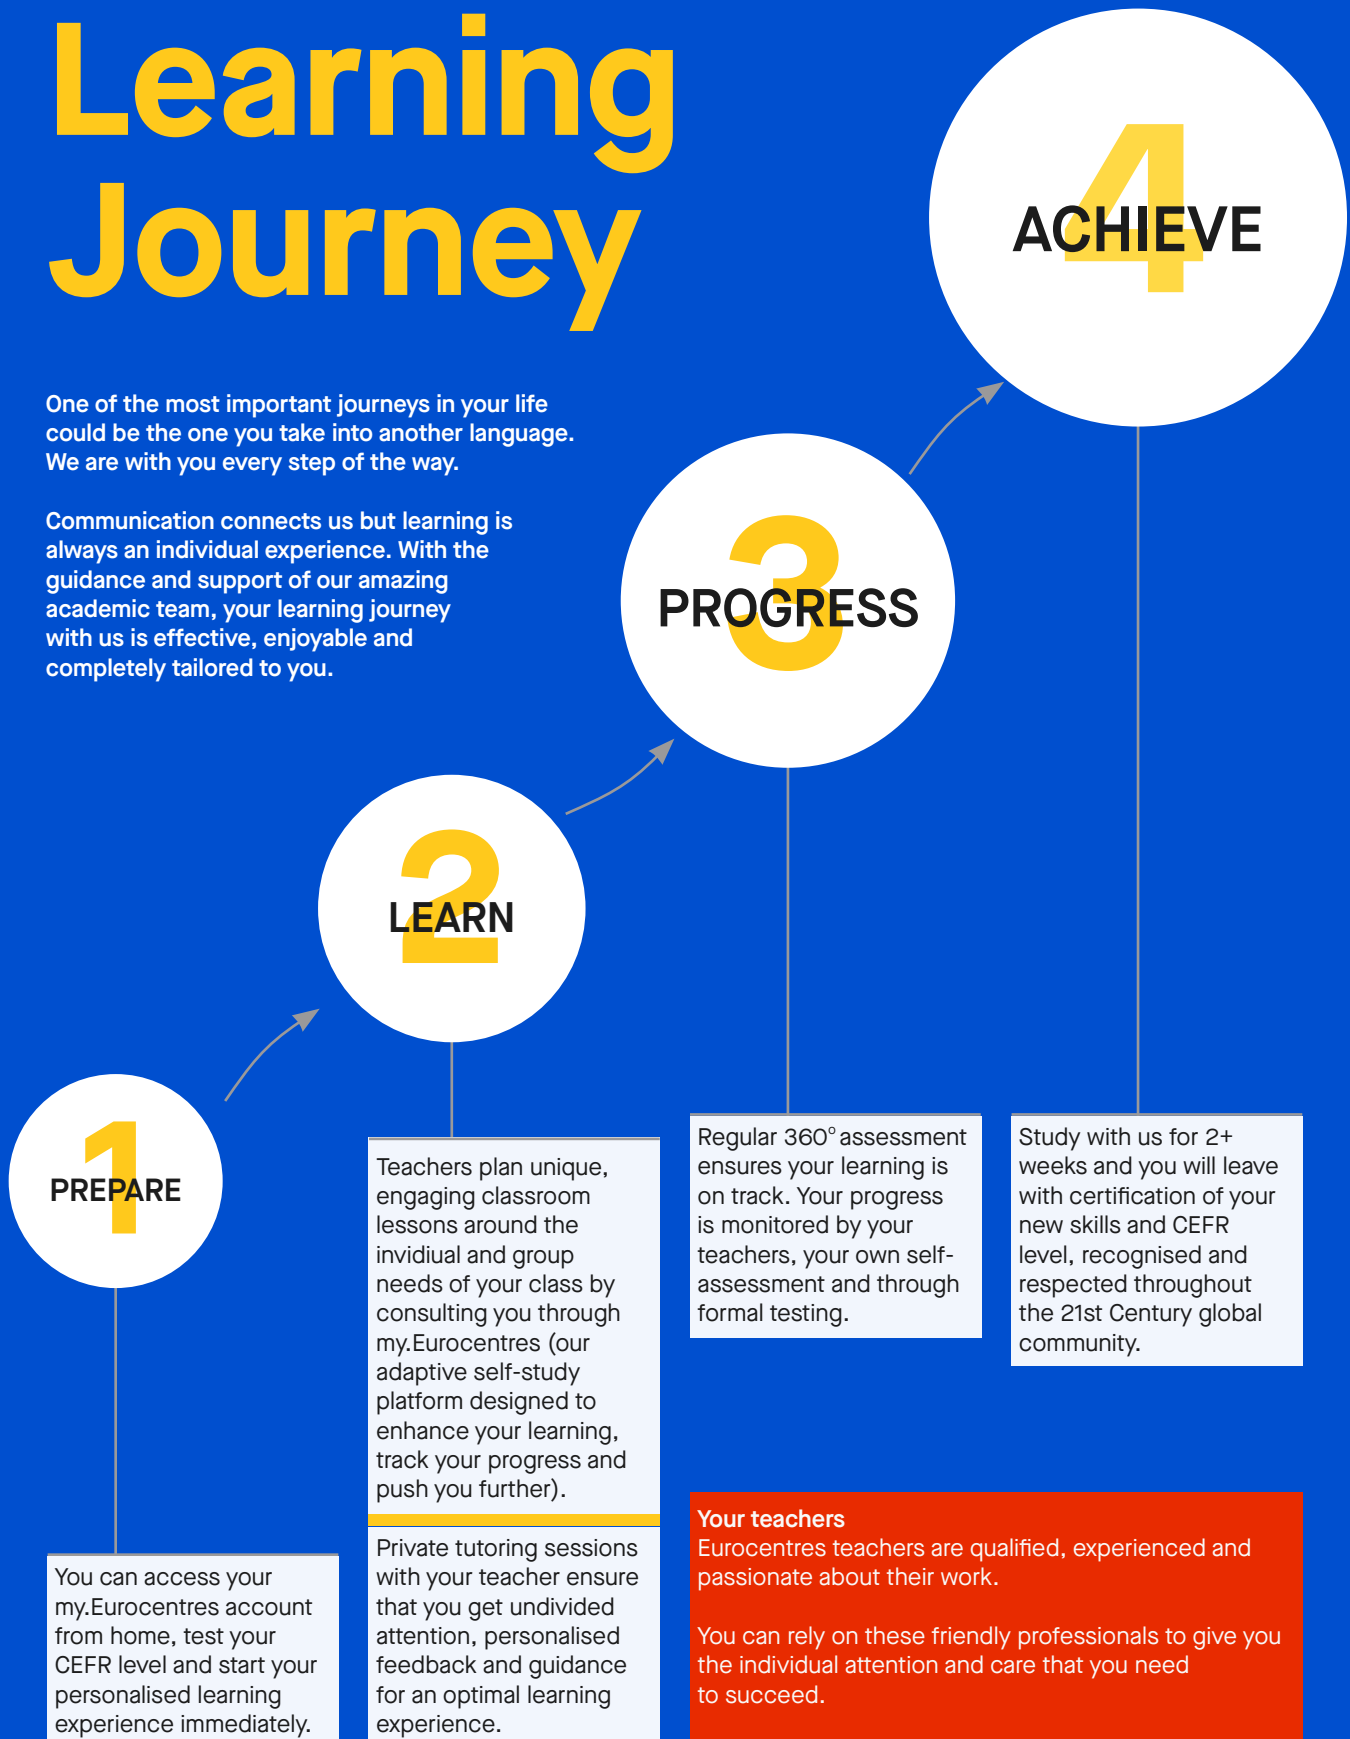 Learning
Journey
One of the most important journeys in your life
could be the one you take into another language.
We are with you every step of the way.
Communication connects us but learning is
always an individual experience. With the
guidance and support of our amazing
academic team, your learning journey
with us is effective, enjoyable and
completely tailored to you.
1
PREPARE
You can access your
my.Eurocentres account
from home, test your
CEFR level and start your
personalised learning
experience immediately.
2
LEARN
Teachers plan unique,
engaging classroom
lessons around the
invidiual and group
needs of your class by
consulting you through
my.Eurocentres (our
adaptive self-study
platform designed to
enhance your learning,
track your progress and
push you further).
Private tutoring sessions
with your teacher ensure
that you get undivided
attention, personalised
feedback and guidance
for an optimal learning
experience.
3
PROGRESS
Regular 360° assessment
ensures your learning is
on track. Your progress
is monitored by your
teachers, your own self-
assessment and through
formal testing.
4
ACHIEVE
Study with us for 2+
weeks and you will leave
with certification of your
new skills and CEFR
level, recognised and
respected throughout
the 21st Century global
community.
Your teachers
Eurocentres teachers are qualified, experienced and
passionate about their work.
You can rely on these friendly professionals to give you
the individual attention and care that you need
to succeed.